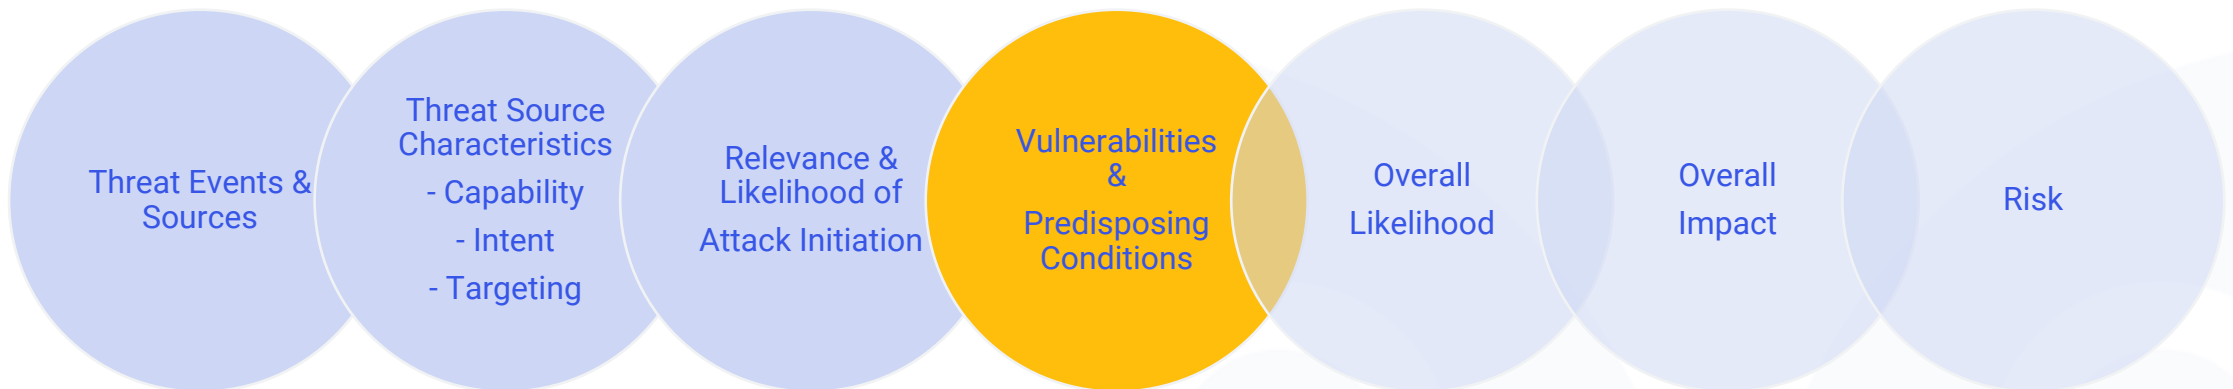 Threat Events &
Sources
Threat Source
Characteristics
- Capability
- Intent
- Targeting
Relevance &
Likelihood of
Attack Initiation
Vulnerabilities
&
Predisposing
Conditions
Overall
Likelihood
Overall
Impact
Risk